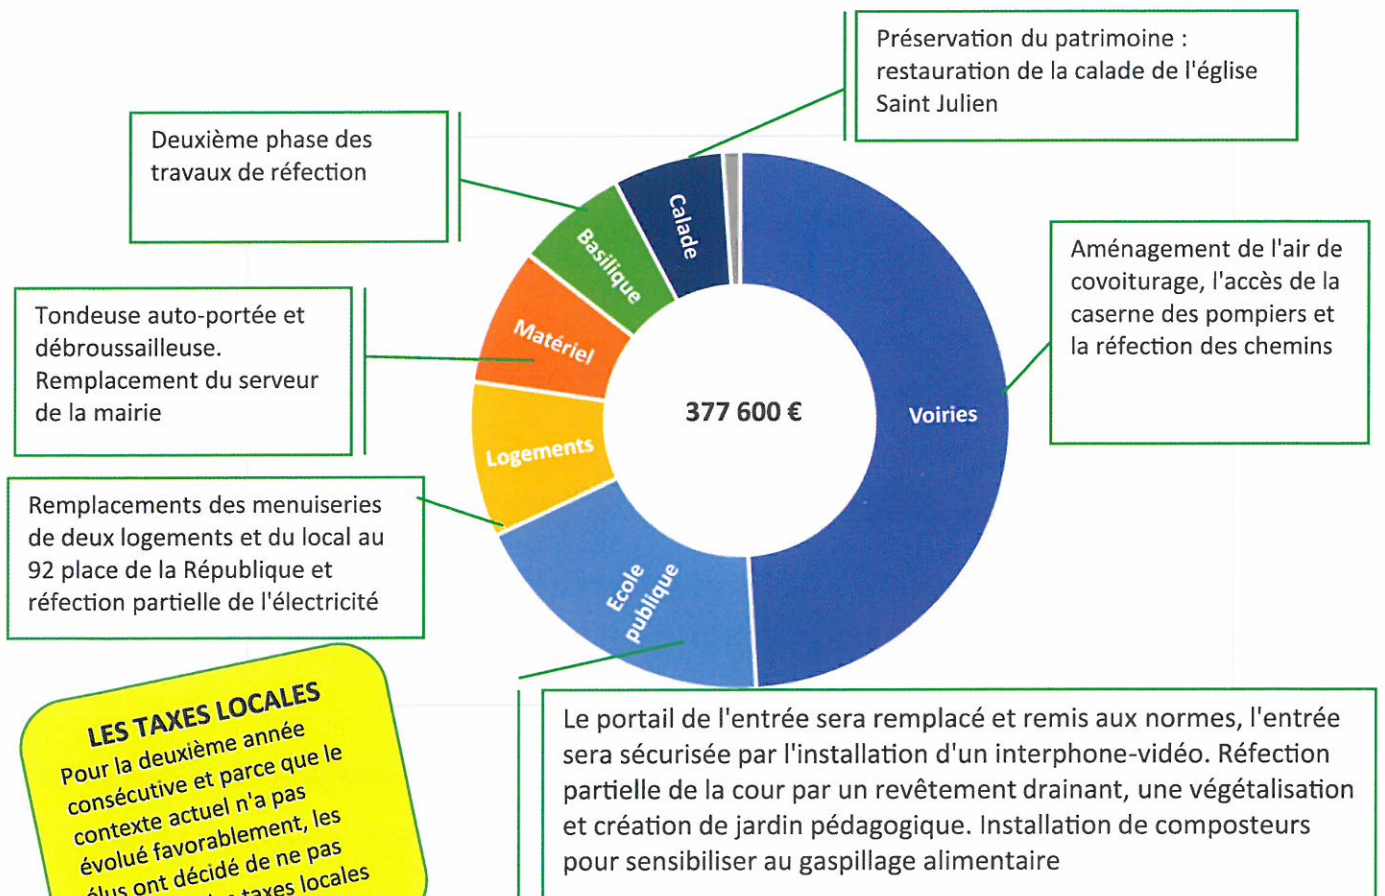 Préservation du patrimoine :
restauration de la calade de l'église
Saint Julien
Deuxième phase des
travaux de réfection
Aménagement de l'air de
covoiturage, l'accès de la
caserne des pompiers et
la réfection des chemins
Tondeuse auto-portée et
débroussailleuse.
Remplacement du serveur
de la mairie
Remplacements des menuiseries
de deux logements et du local au
92 place de la République et
réfection partielle de l'électricité
Calade
Basilique
Matériel
Logements
Ecole
publique
Voiries
377 600 €
LES TAXES LOCALES
Pour la deuxième année
consécutive et parce que le
contexte actuel n'a pas
évolué favorablement, les
élus ont décidé de ne pas
taxes locales
Le portail de l'entrée sera remplacé et remis aux normes, l'entrée
sera sécurisée par l'installation d'un interphone-vidéo. Réfection
partielle de la cour par un revêtement drainant, une végétalisation
et création de jardin pédagogique. Installation de composteurs
pour sensibiliser au gaspillage alimentaire